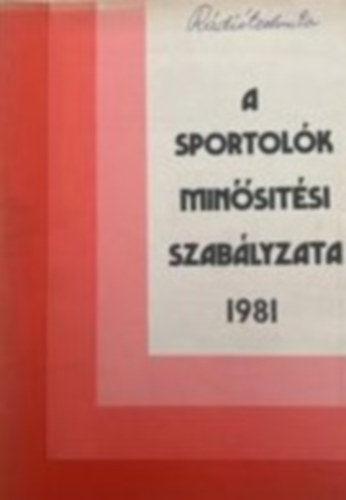 A
SPORTOLÓK
MINŐSITÉSI
SZABÁLYZATA
1981